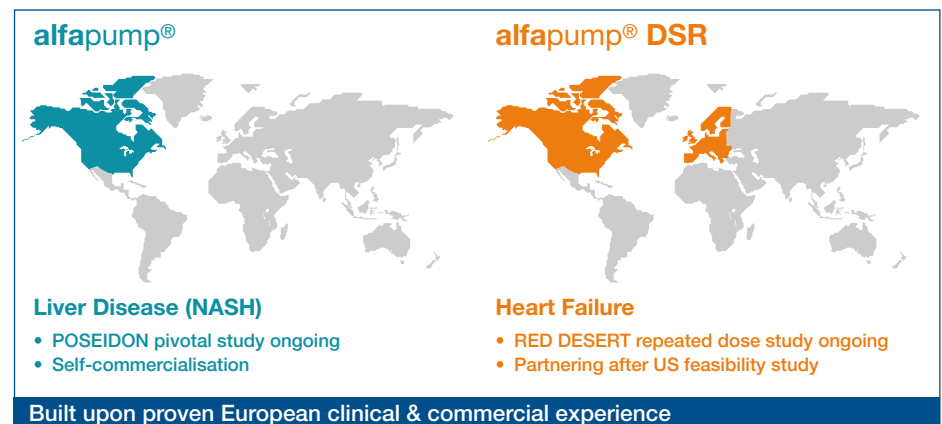 alfapump®
Liver Disease (NASH)
• POSEIDON pivotal study ongoing
• Self-commercialisation
alfapump® DSR
Heart Failure
• RED DESERT repeated dose study ongoing
• Partnering after US feasibility study
Built upon proven European clinical & commercial experience